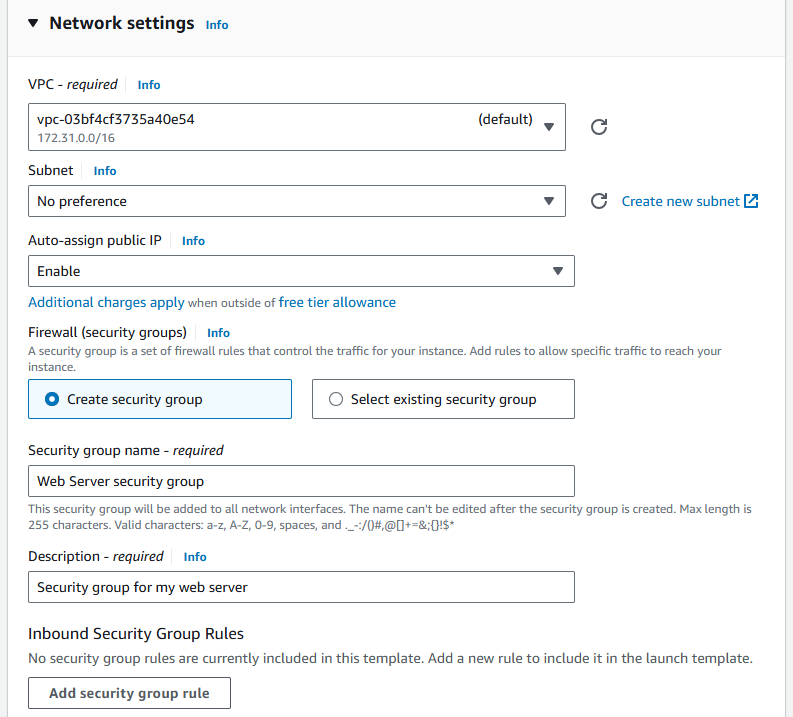 Network settings Info
VPC - required Info
vpc-03bf4cf3735a40e54 (default)
172.31.0.0/16
Subnet Info
No preference
Create new subnet
Auto-assign public IP Info
Enable
Additional charges apply when outside of free tier allowance
Firewall (security groups) Info
A security group is a set of firewall rules that control the traffic for your instance. Add rules to allow specific traffic to reach your
instance.
Create security group
Select existing security group
Security group name - required
Web Server security group
This security group will be added to all network interfaces. The name can't be edited after the security group is created. Max length is
255 characters. Valid characters: a-z, A-Z, 0-9, spaces, and ._-:/()#,@[]+=&;{}!$*
Description - required Info
Security group for my web server
Inbound Security Group Rules
No security group rules are currently included in this template. Add a new rule to include it in the launch template.
Add security group rule